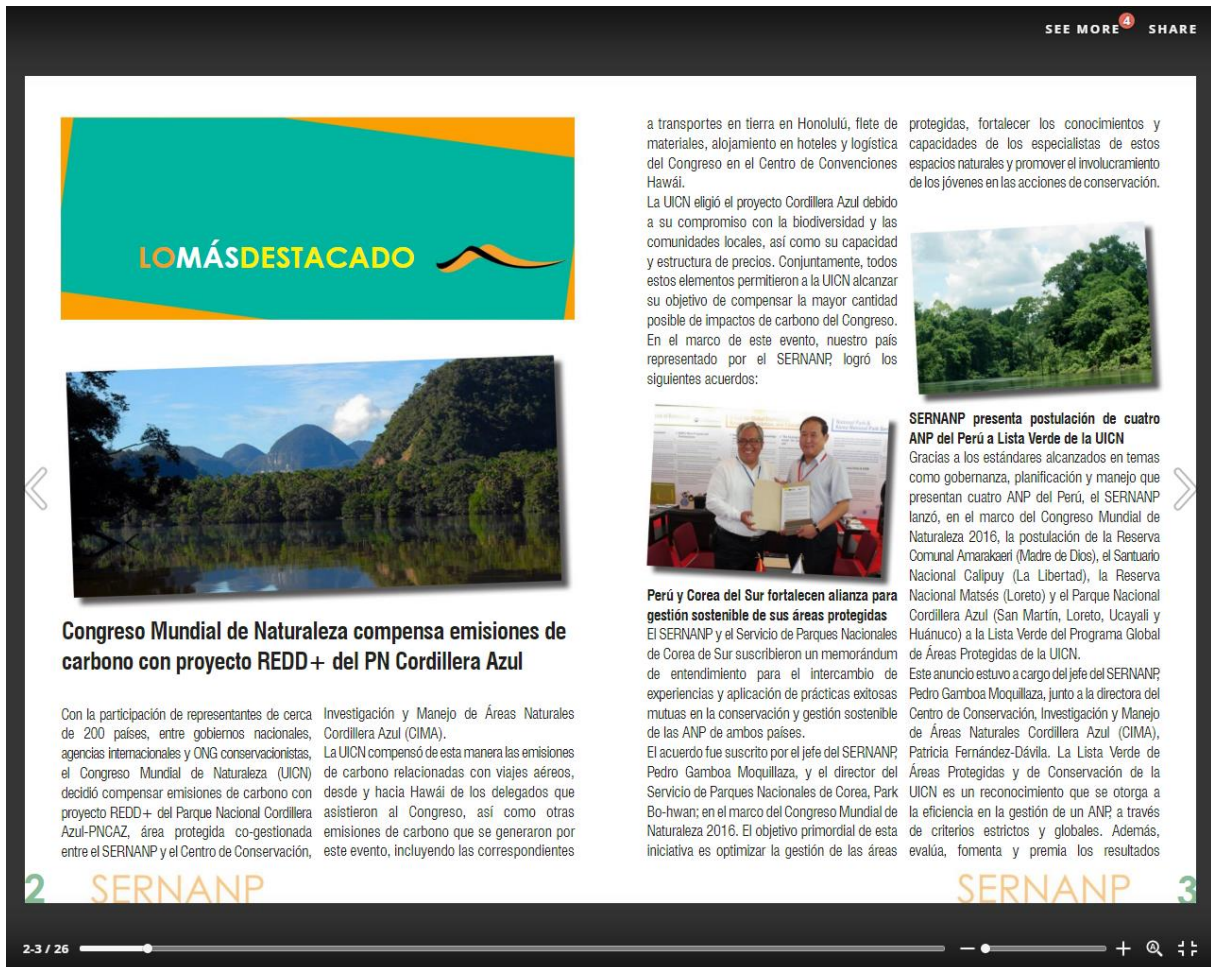 SEE MORE 4 SHARE
LOMÁSDESTACADO
Congreso Mundial de Naturaleza compensa emisiones de
carbono con proyecto REDD+ del PN Cordillera Azul
Con la participación de representantes de cerca
de 200 países, entre gobiernos nacionales,
agencias internacionales y ONG conservacionistas,
el Congreso Mundial de Naturaleza (UICN)
decidió compensar emisiones de carbono con
proyecto REDD+ del Parque Nacional Cordillera
Azul-PNCAZ, área protegida co-gestionada
entre el SERNANP y el Centro de Conservación,
Investigación y Manejo de Áreas Naturales
Cordillera Azul (CIMA).
La UICN compensó de esta manera las emisiones
de carbono relacionadas con viajes aéreos,
desde y hacia Hawái de los delegados que
asistieron al Congreso, así como otras
emisiones de carbono que se generaron por
este evento, incluyendo las correspondientes
2 SERNANP
a transportes en tierra en Honolulú, flete de
materiales, alojamiento en hoteles y logística
del Congreso en el Centro de Convenciones
Hawái.
La UICN eligió el proyecto Cordillera Azul debido
a su compromiso con la biodiversidad y las
comunidades locales, así como su capacidad
y estructura de precios. Conjuntamente, todos
estos elementos permitieron a la UICN alcanzar
su objetivo de compensar la mayor cantidad
posible de impactos de carbono del Congreso.
En el marco de este evento, nuestro país
representado por el SERNANP, logró los
siguientes acuerdos:
Perú y Corea del Sur fortalecen alianza para
gestión sostenible de sus áreas protegidas
El SERNANP y el Servicio de Parques Nacionales
de Corea de Sur suscribieron un memorándum
de entendimiento para el intercambio de
experiencias y aplicación de prácticas exitosas
mutuas en la conservación y gestión sostenible
de las ANP de ambos países.
El acuerdo fue suscrito por el jefe del SERNANP,
Pedro Gamboa Moquillaza, y el director del
Servicio de Parques Nacionales de Corea, Park
Bo-hwan; en el marco del Congreso Mundial de
Naturaleza 2016. El objetivo primordial de esta
iniciativa es optimizar la gestión de las áreas
protegidas, fortalecer los conocimientos y
capacidades de los especialistas de estos
espacios naturales y promover el involucramiento
de los jóvenes en las acciones de conservación.
SERNANP presenta postulación de cuatro
ANP del Perú a Lista Verde de la UICN
Gracias a los estándares alcanzados en temas
como gobernanza, planificación y manejo que
presentan cuatro ANP del Perú, el SERNANP
lanzó, en el marco del Congreso Mundial de
Naturaleza 2016, la postulación de la Reserva
Comunal Amarakaeri (Madre de Dios), el Santuario
Nacional Calipuy (La Libertad), la Reserva
Nacional Matsés (Loreto) y el Parque Nacional
Cordillera Azul (San Martín, Loreto, Ucayali y
Huánuco) a la Lista Verde del Programa Global
de Áreas Protegidas de la UICN.
Este anuncio estuvo a cargo del jefe del SERNANP,
Pedro Gamboa Moquillaza, junto a la directora del
Centro de Conservación, Investigación y Manejo
de Áreas Naturales Cordillera Azul (CIMA),
Patricia Fernández-Dávila. La Lista Verde de
Áreas Protegidas y de Conservación de la
UICN es un reconocimiento que se otorga a
la eficiencia en la gestión de un ANP, a través
de criterios estrictos y globales. Además,
evalúa, fomenta y premia los resultados
SERNANP 3
2-3 / 26